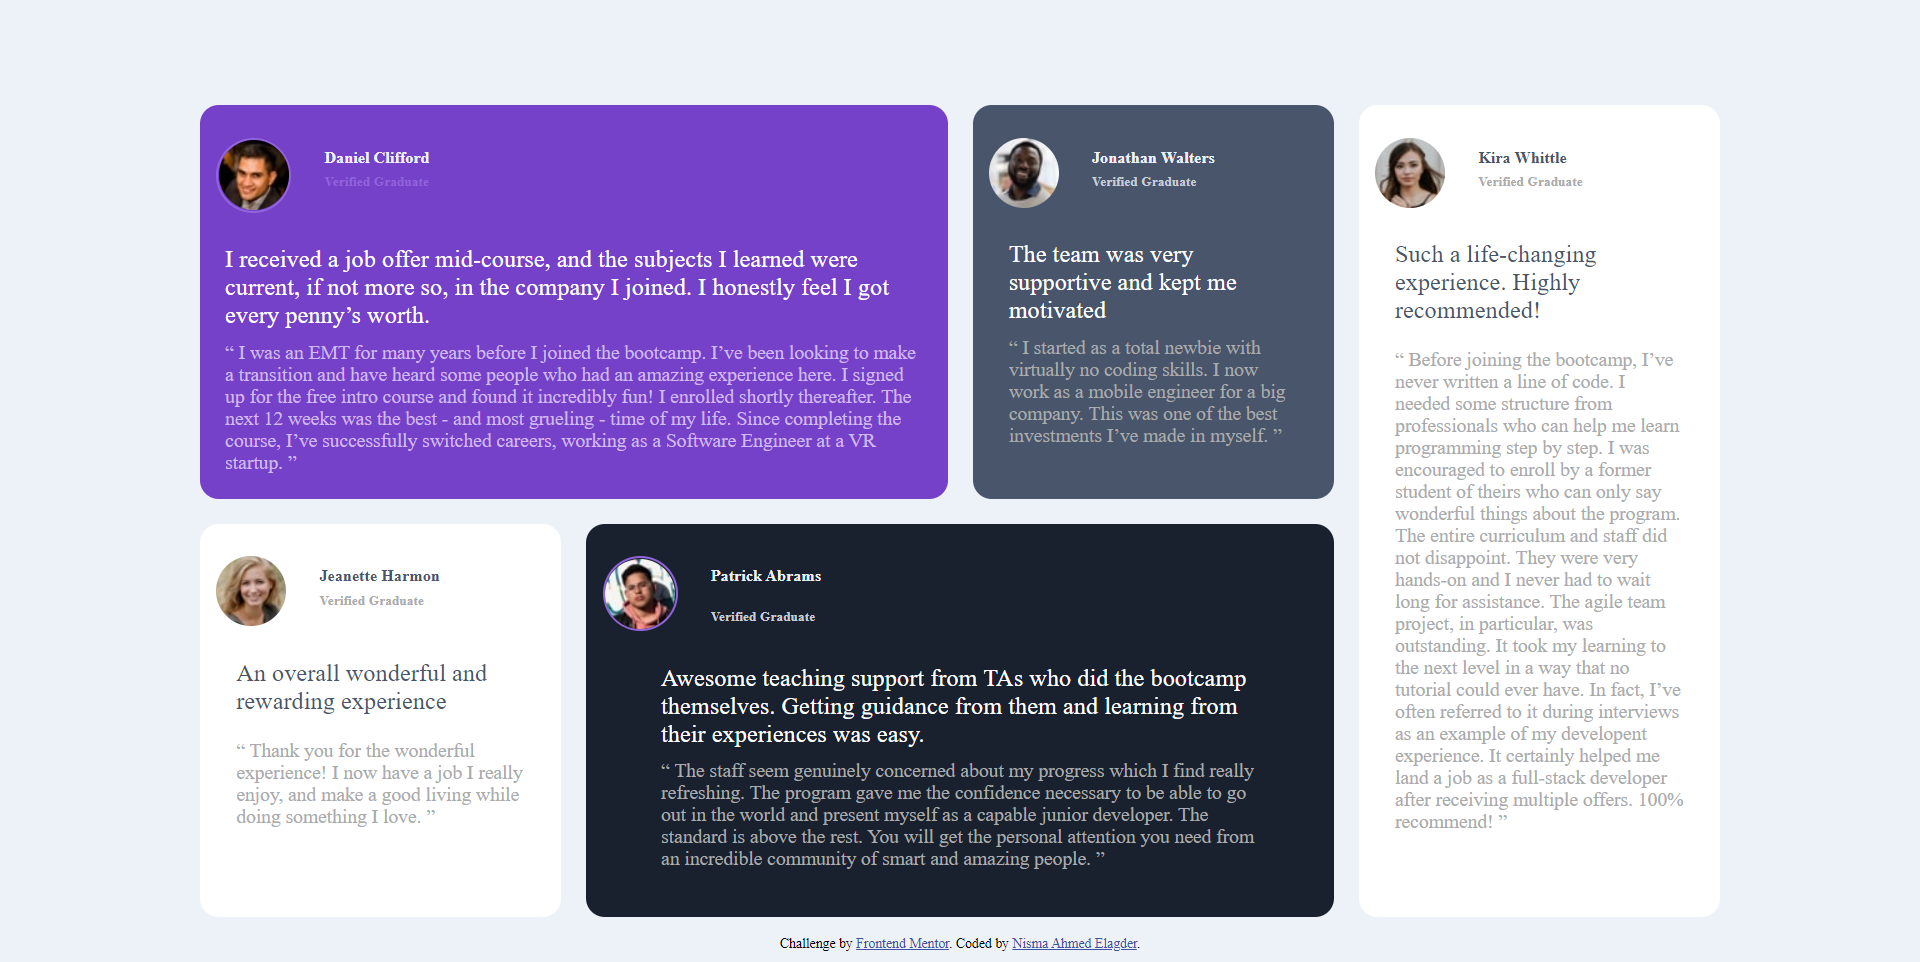 Daniel Clifford
Verified Graduate
I received a job offer mid-course, and the subjects I learned were
current, if not more so, in the company I joined. I honestly feel I got
every penny’s worth.
“ I was an EMT for many years before I joined the bootcamp. I’ve been looking to make
a transition and have heard some people who had an amazing experience here. I signed
up for the free intro course and found it incredibly fun! I enrolled shortly thereafter. The
next 12 weeks was the best - and most grueling - time of my life. Since completing the
course, I’ve successfully switched careers, working as a Software Engineer at a VR
startup. ”
Jonathan Walters
Verified Graduate
The team was very
supportive and kept me
motivated
“ I started as a total newbie with
virtually no coding skills. I now
work as a mobile engineer for a big
company. This was one of the best
investments I’ve made in myself. ”
Kira Whittle
Verified Graduate
Such a life-changing
experience. Highly
recommended!
“ Before joining the bootcamp, I’ve
never written a line of code. I
needed some structure from
professionals who can help me learn
programming step by step. I was
encouraged to enroll by a former
student of theirs who can only say
wonderful things about the program.
The entire curriculum and staff did
not disappoint. They were very
hands-on and I never had to wait
long for assistance. The agile team
project, in particular, was
outstanding. It took my learning to
the next level in a way that no
tutorial could ever have. In fact, I’ve
often referred to it during interviews
as an example of my developent
experience. It certainly helped me
land a job as a full-stack developer
after receiving multiple offers. 100%
recommend! ”
Jeanette Harmon
Verified Graduate
An overall wonderful and
rewarding experience
“ Thank you for the wonderful
experience! I now have a job I really
enjoy, and make a good living while
doing something I love. ”
Patrick Abrams
Verified Graduate
Awesome teaching support from TAs who did the bootcamp
themselves. Getting guidance from them and learning from
their experiences was easy.
“ The staff seem genuinely concerned about my progress which I find really
refreshing. The program gave me the confidence necessary to be able to go
out in the world and present myself as a capable junior developer. The
standard is above the rest. You will get the personal attention you need from
an incredible community of smart and amazing people. ”
Challenge by Frontend Mentor. Coded by Nisma Ahmed Elagder.